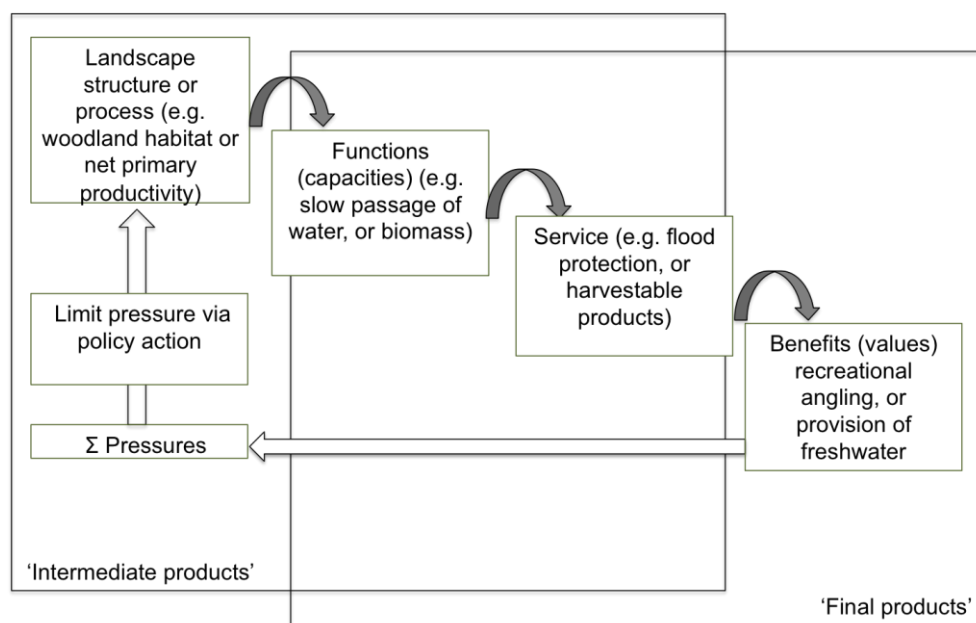 Landscape
structure or
process (e.g.
woodland habitat or
net primary
productivity)
Functions
(capacities) (e.g.
slow passage of
water, or biomass)
Service (e.g. flood
protection, or
harvestable
products)
Benefits (values)
recreational
angling, or
provision of
freshwater
Limit pressure via
policy action
Σ Pressures
‘Intermediate products’
‘Final products’